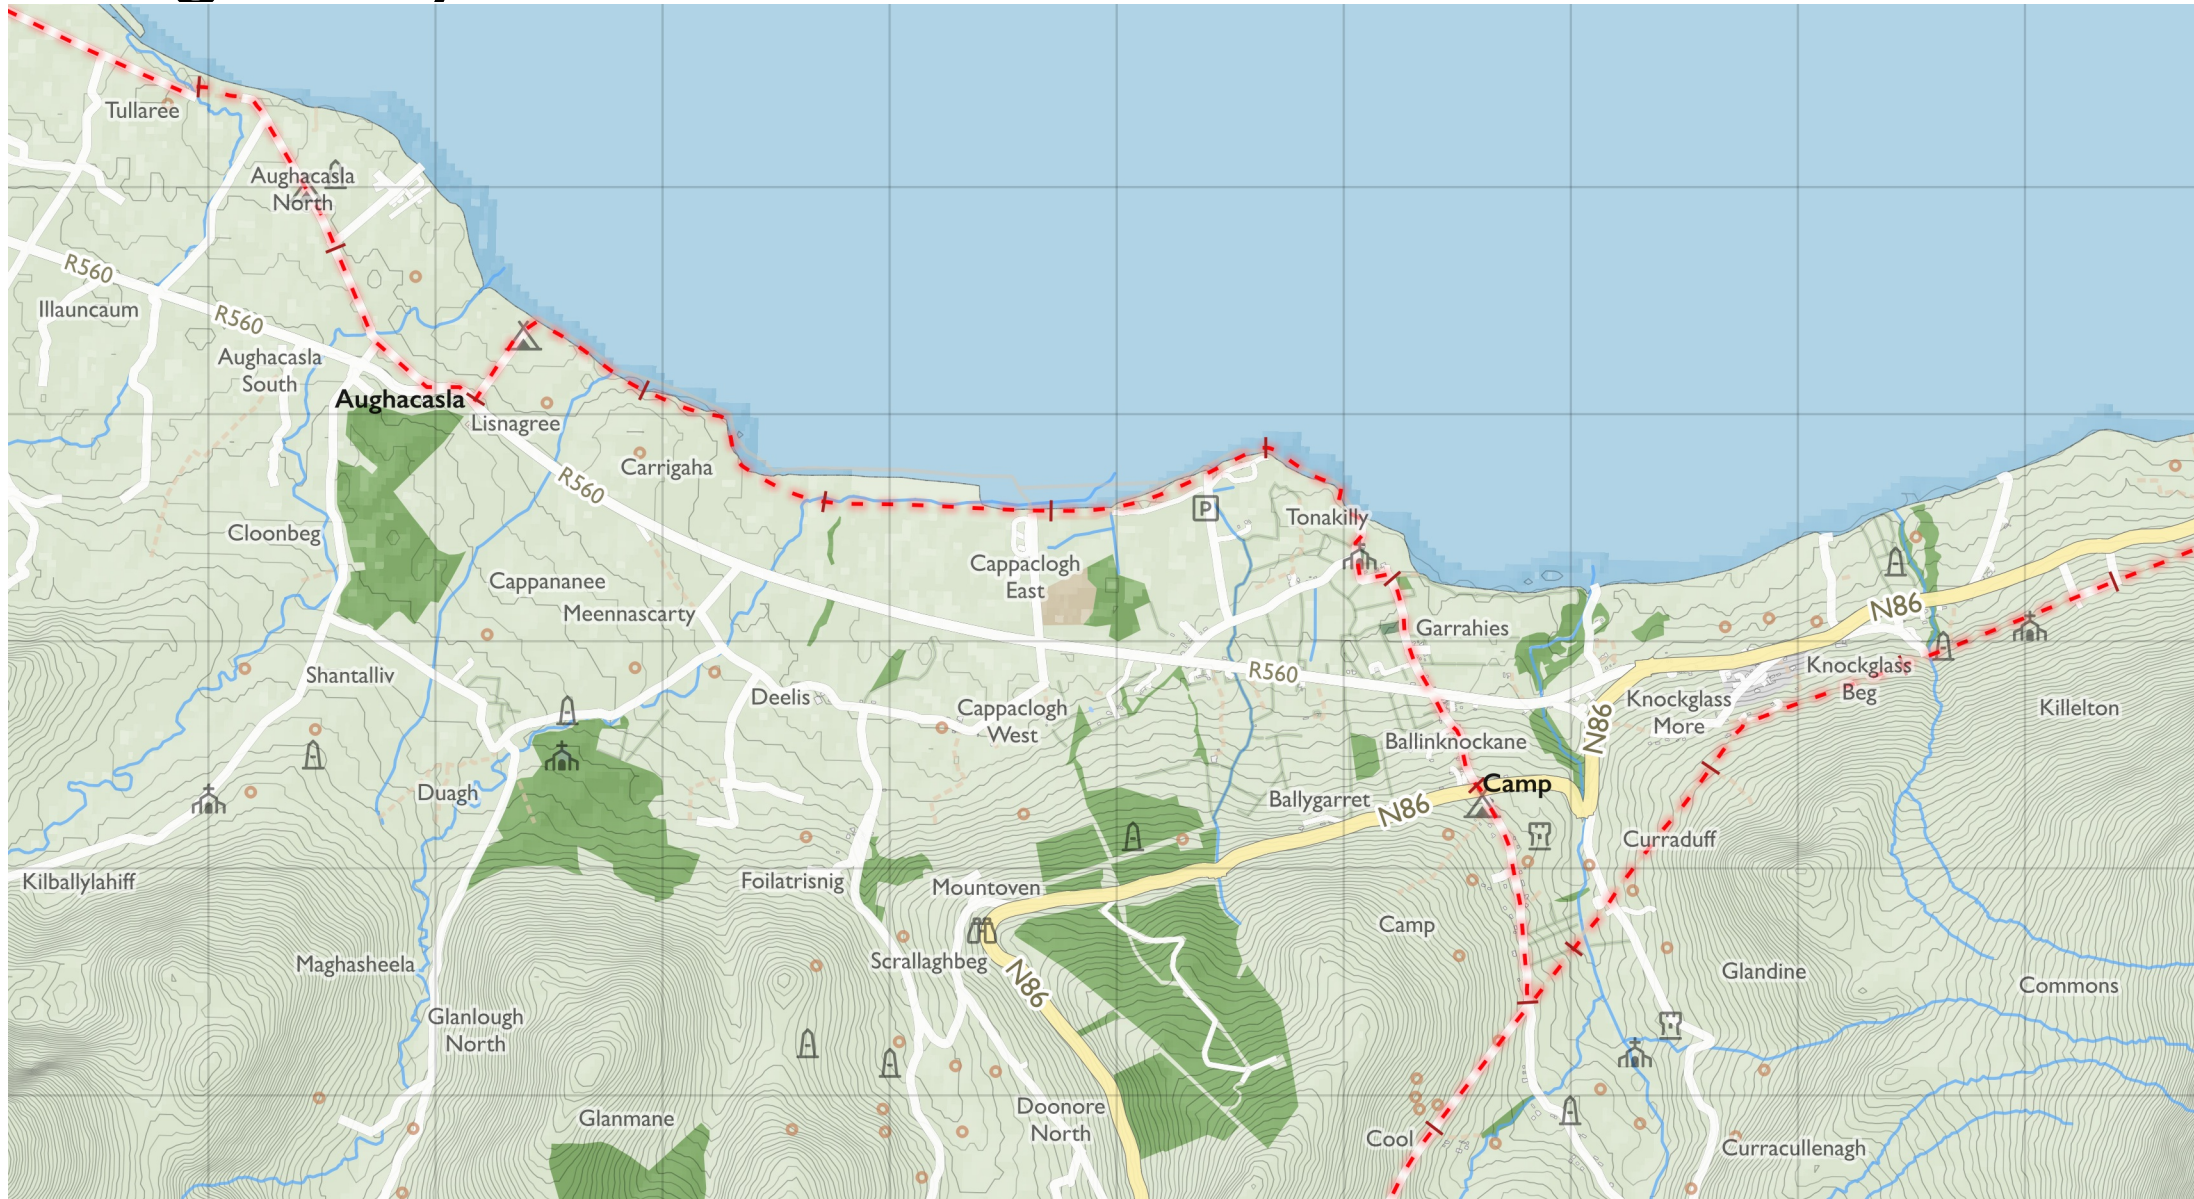 Tullaree
Aughacasla
North
R560
Illauncaum
R560
Aughacasla
South
Aughacasla
Lisnagree
Carrigaha
R560
P
Tonakilly
Cloonbeg
Cappananee
Cappaclogh
East
Meennascarty
N86
Garrahies
Shantalliv
R560
Knockglass
Beg
Deelis
Cappaclogh
West
Knockglass
More
Killelton
N86
Ballinknockane
Camp
Duagh
Ballygarret
N86
Curraduff
Kilballylahiff
Foilatrisnig
Mountoven
Camp
Maghasheela
Scrallaghbeg
N86
Glandine
Commons
Glanlough
North
Glanmane
Doonore
North
Cool
Curracullenagh